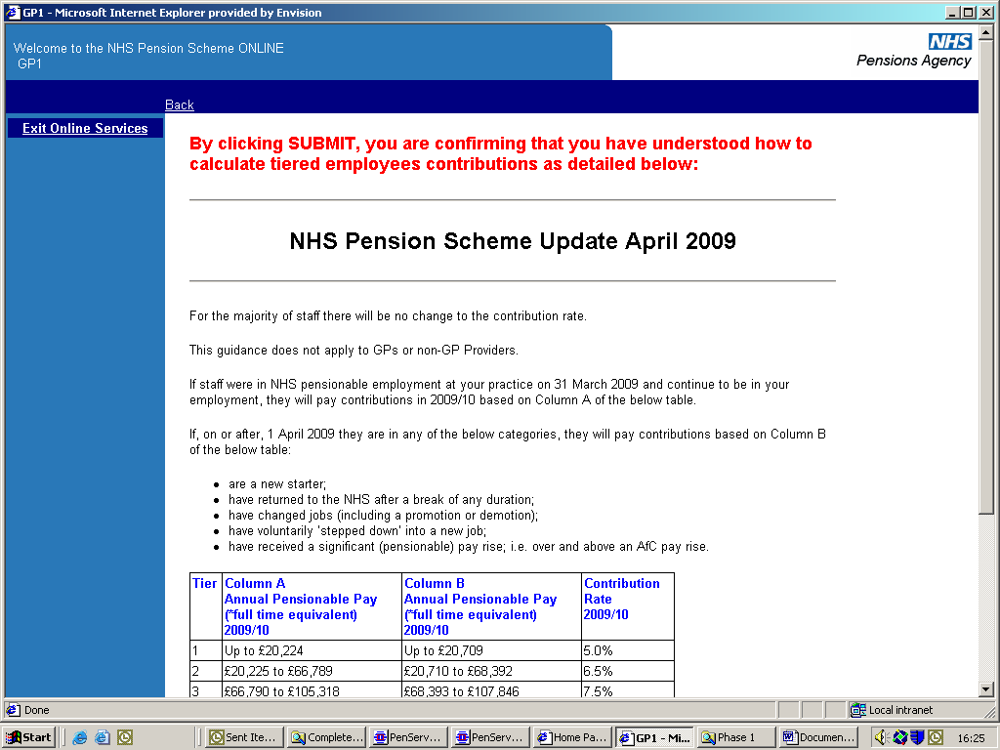 GP1 - Microsoft Internet Explorer provided by Envision
Welcome to the NHS Pension Scheme ONLINE
GP1
NHS
Pensions Agency
Back
Exit Online Services
By clicking SUBMIT, you are confirming that you have understood how to
calculate tiered employees contributions as detailed below:
NHS Pension Scheme Update April 2009
For the majority of staff there will be no change to the contribution rate.
This guidance does not apply to GPs or non-GP Providers.
If staff were in NHS pensionable employment at your practice on 31 March 2009 and continue to be in your
employment, they will pay contributions in 2009/10 based on Column A of the below table.
If, on or after, 1 April 2009 they are in any of the below categories, they will pay contributions based on Column B
of the below table:
• are a new starter;
• have returned to the NHS after a break of any duration;
• have changed jobs (including a promotion or demotion);
• have voluntarily 'stepped down' into a new job;
• have received a significant (pensionable) pay rise; i.e. over and above an AfC pay rise.
Tier Column A Column B Contribution
Annual Pensionable Pay Annual Pensionable Pay Rate
(*full time equivalent) (*full time equivalent) 2009/10
2009/10 2009/10
1 Up to £20,224 Up to £20,709 5.0%
2 £20,225 to £66,789 £20,710 to £68,392 6.5%
3 £66,790 to £105,318 £68,393 to £107,846 7.5%
Done Local intranet
Start Sent Ite... Complete... PenServ... PenServ... Home Pa... GP1 - Mi... Phase 1 Documen... 16:25